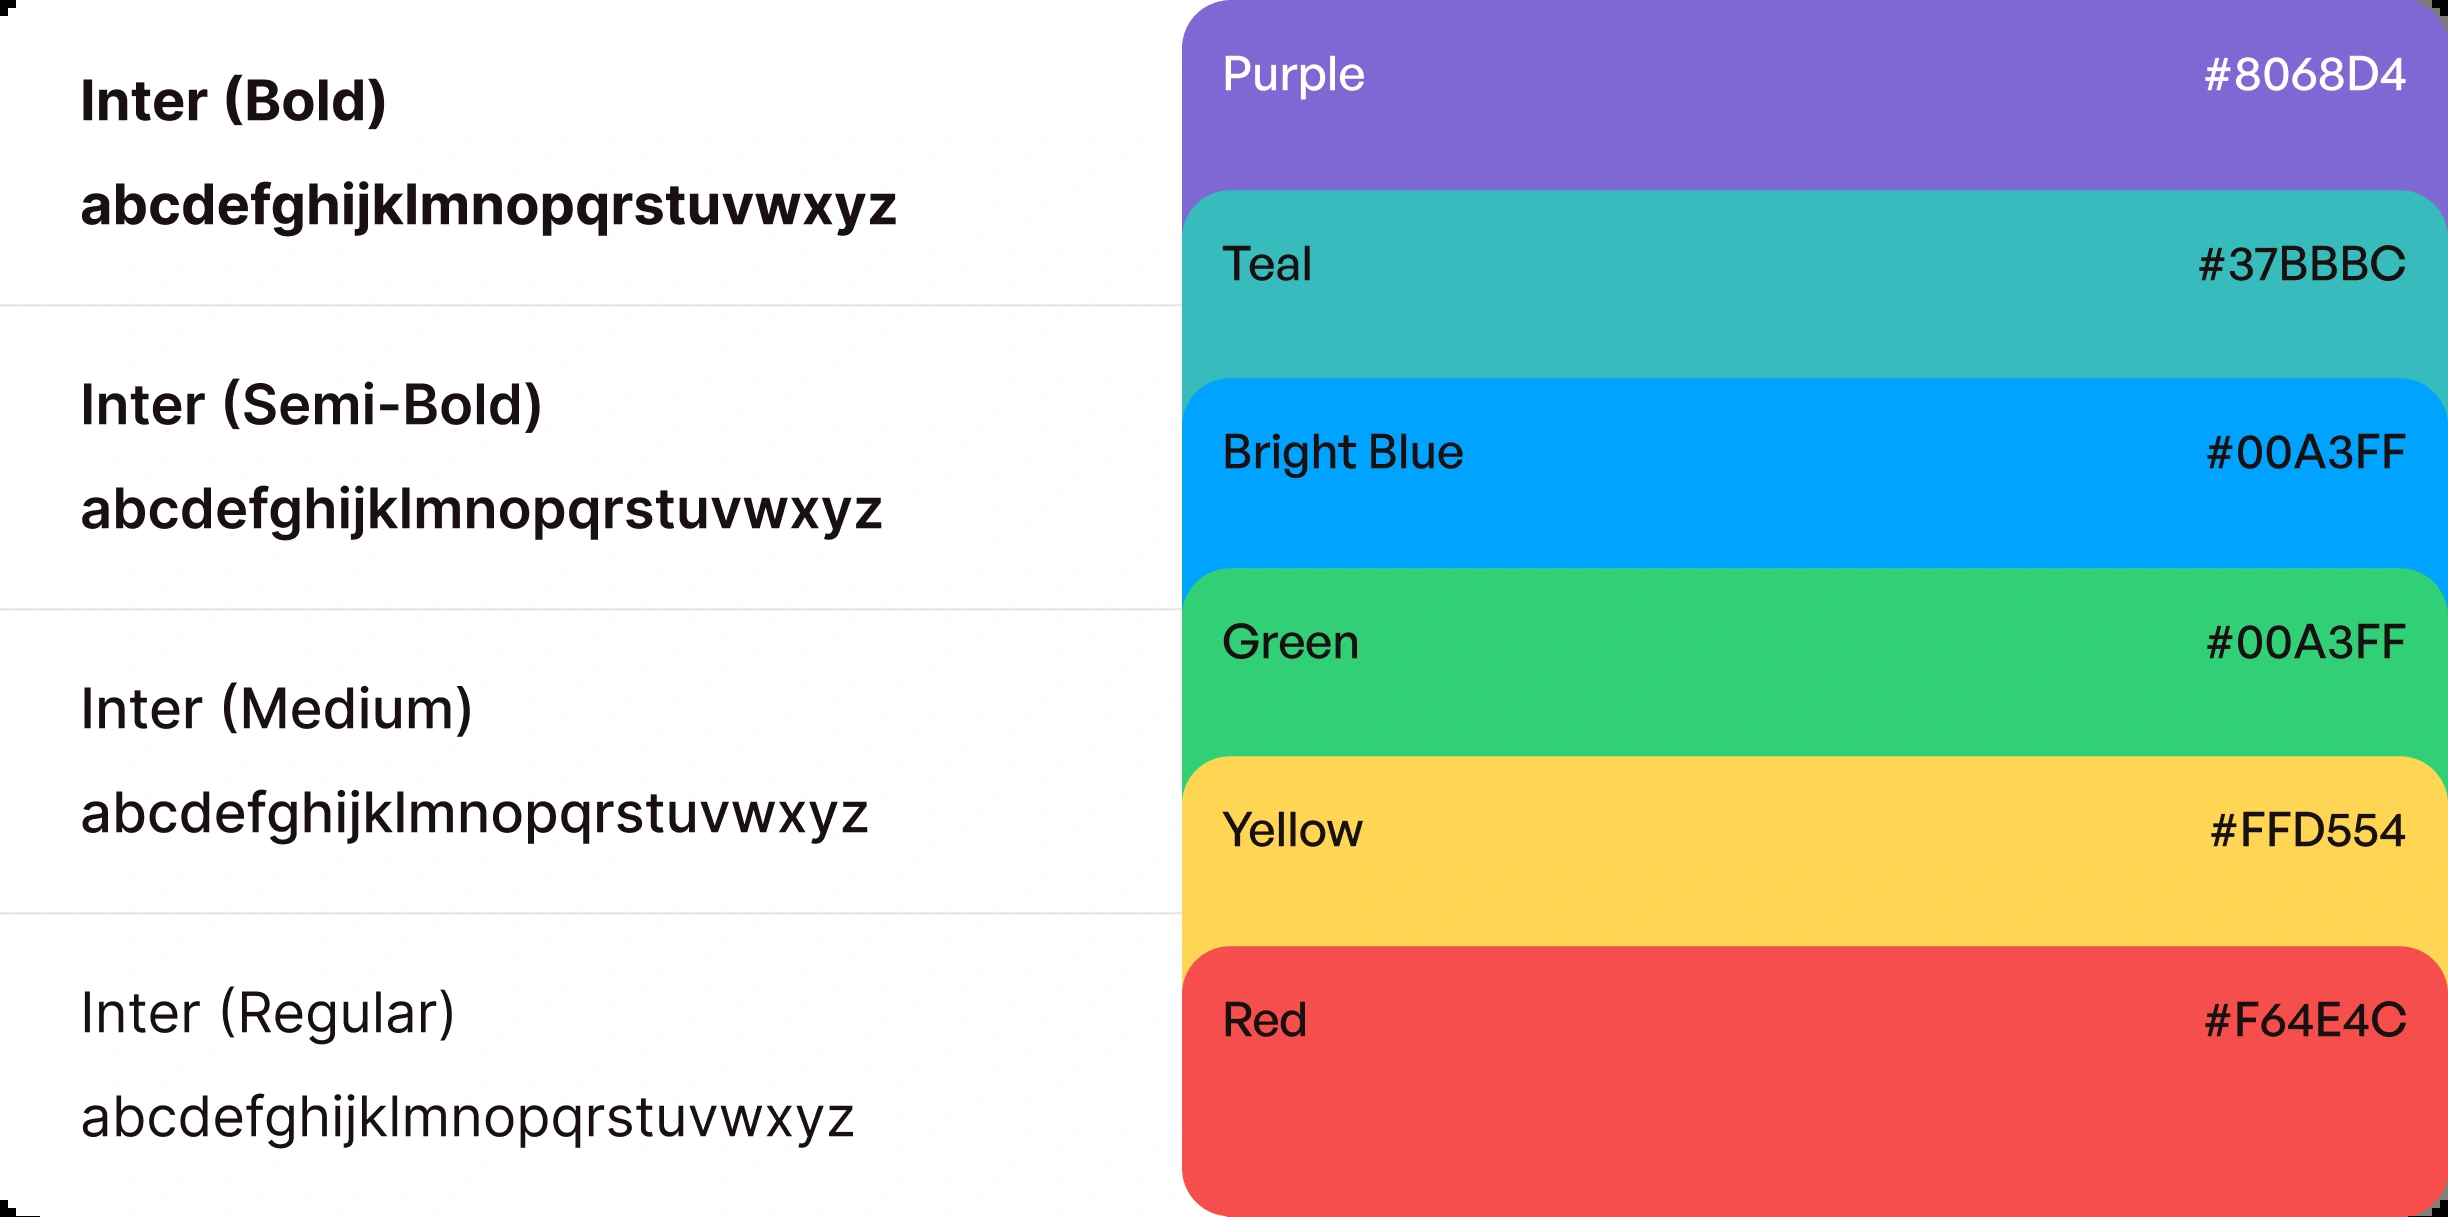 Inter (Bold)
abcdefghijklmnopqrstuvwxyz
Inter (Semi-Bold)
abcdefghijklmnopqrstuvwxyz
Inter (Medium)
abcdefghijklmnopqrstuvwxyz
Inter (Regular)
abcdefghijklmnopqrstuvwxyz
Purple #8068D4
Teal #37BBBC
Bright Blue #00A3FF
Green #00A3FF
Yellow #FFD554
Red #F64E4C